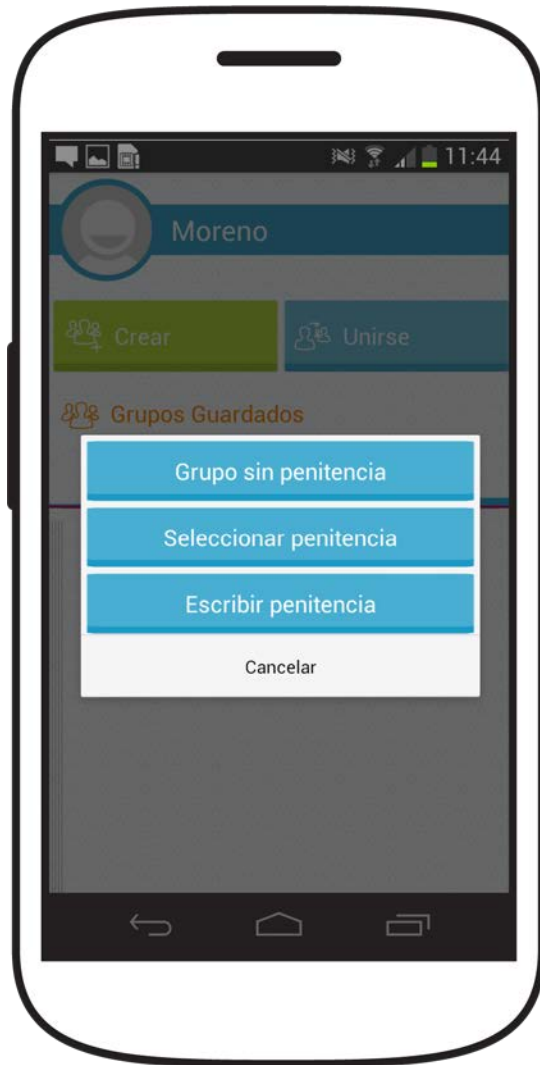 11:44
Moreno
Crear
Unirse
Grupos Guardados
Grupo sin penitencia
Seleccionar penitencia
Escribir penitencia
Cancelar